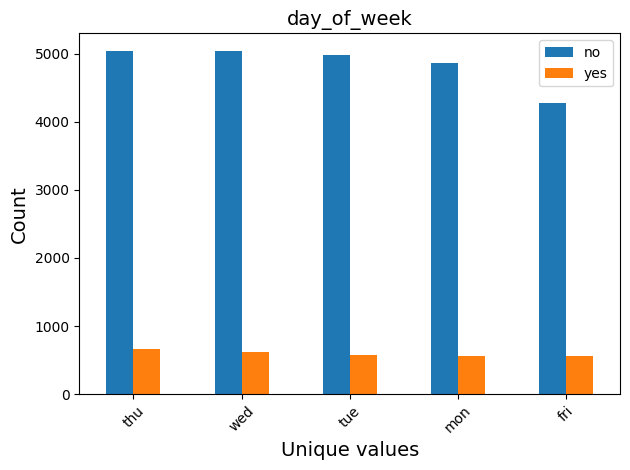 day_of_week
no
yes
5000
4000
3000
2000
1000
0
Count
thu
wed
tue
mon
fri
Unique values